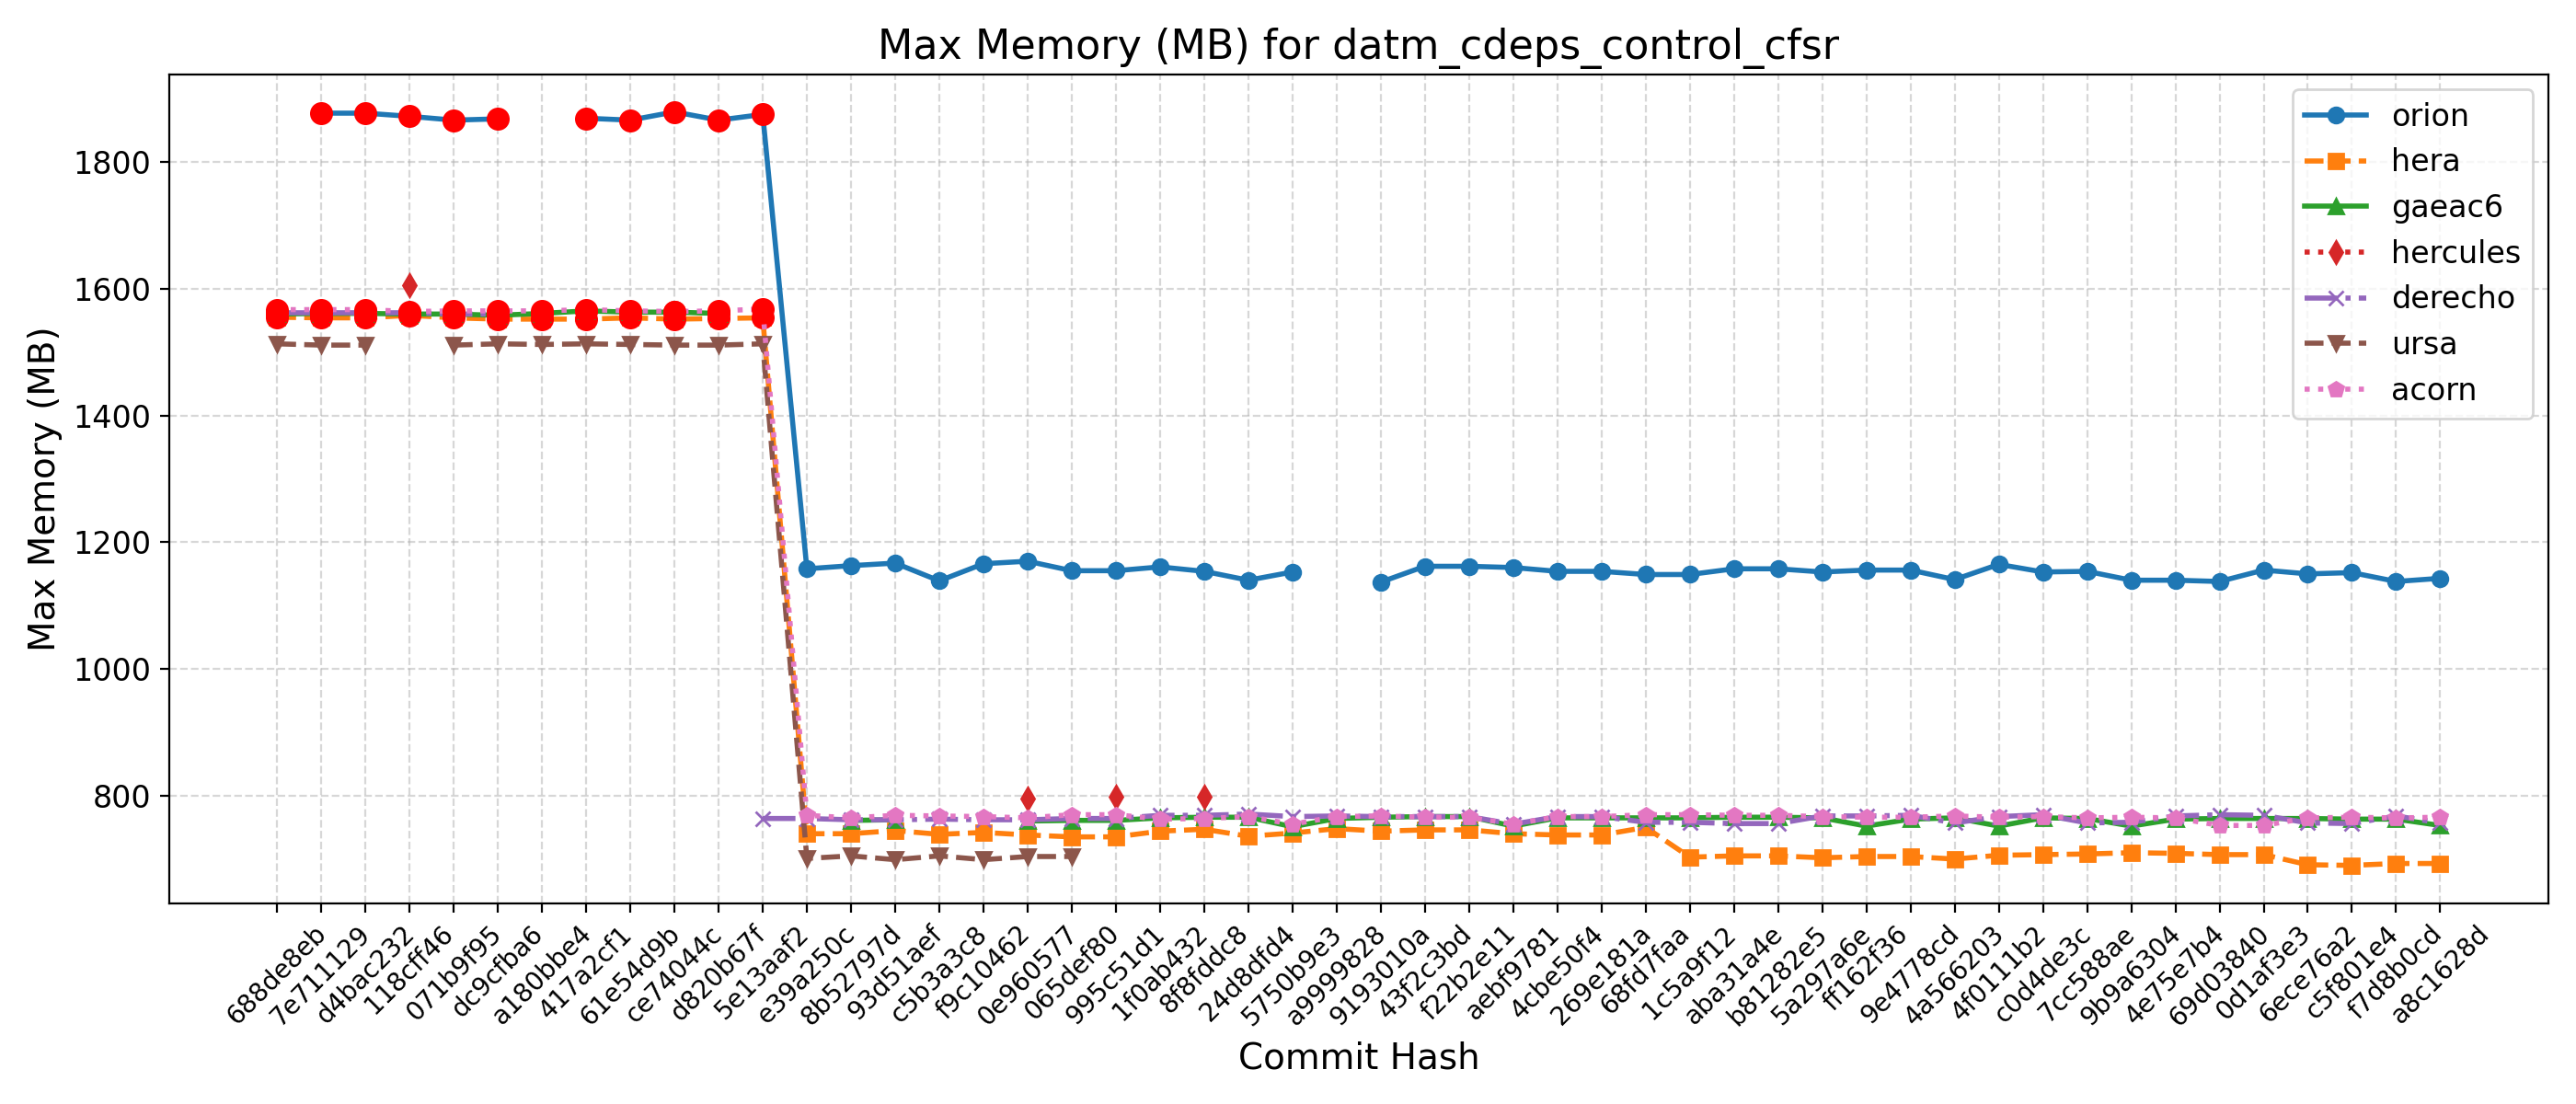 Max Memory (MB) for datm_cdeps_control_cfsr
Max Memory (MB)
1800
1600
1400
1200
1000
800
orion
hera
gaeac6
hercules
derecho
ursa
acorn
688de8eb
7e711129
d4bac232
118cff46
071b9f95
dc9cfba6
a180bbe4
417a2cf1
61e54d9b
ce74044c
d820b67f
5e13aaf2
e39a250c
8b52797d
93d51aef
c5b3a3c8
f9c10462
0e960577
065def80
995c51d1
1f0ab432
8f8fddc8
24d8dfd4
5750b9e3
a9999828
9193010a
43f2c3bd
f22b2e11
aebf9781
4cbe50f4
269e181a
68fd7faa
1c5a9f12
aba31a4e
b81282e5
5a297a6e
ff162f36
9e4778cd
4a566203
4f0111b2
c0d4de3c
7cc588ae
9b9a6304
4e75e7b4
69d03840
0d1af3e3
6ece76a2
c5f801e4
f7d8b0cd
a8c1628d
Commit Hash